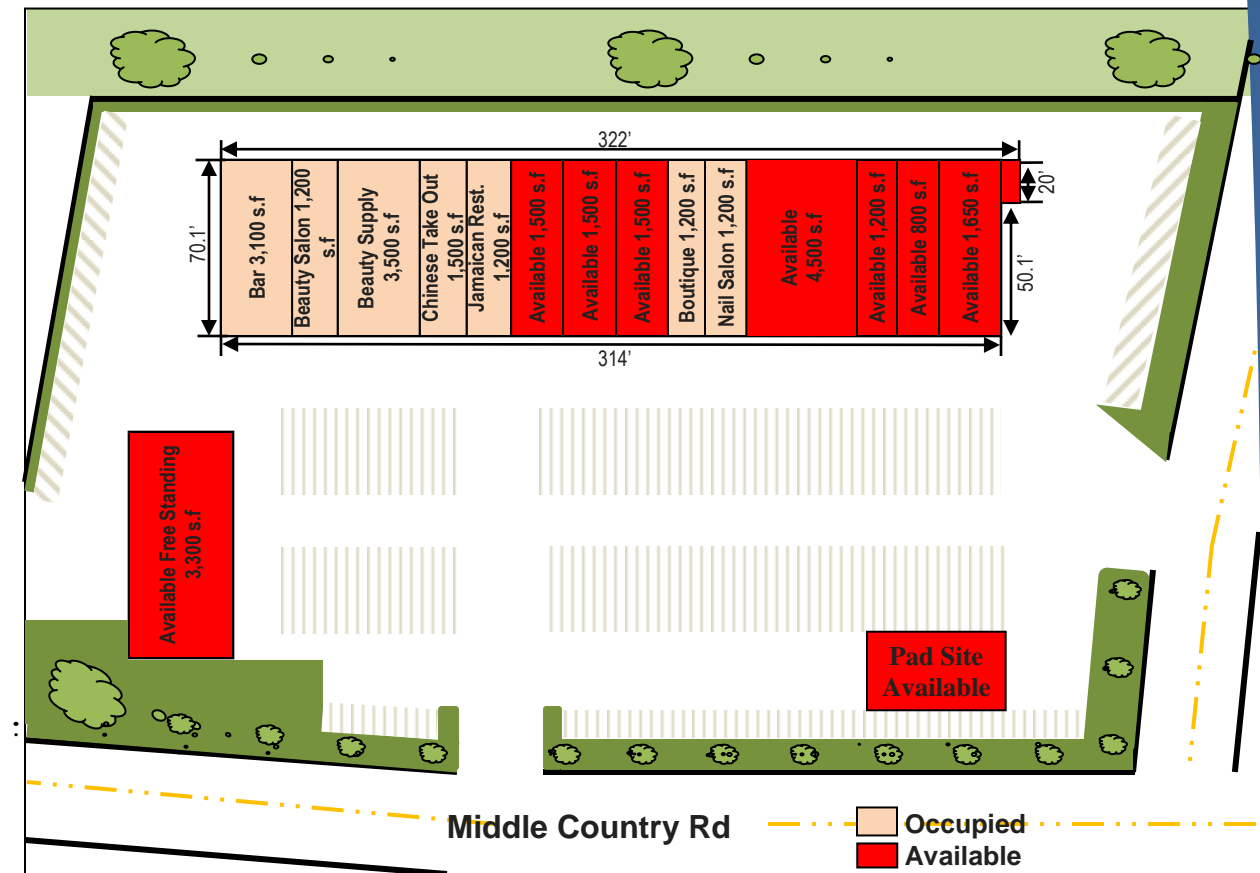 322’
70.1’
Bar 3,100 s.f
Beauty Salon 1,200
s.f
Beauty Supply
3,500 s.f
Chinese Take Out
1,500 s.f
Jamaican Rest.
1,200 s.f
Available 1,500 s.f
Available 1,500 s.f
Available 1,500 s.f
Boutique 1,200 s.f
Nail Salon 1,200 s.f
Available
4,500 s.f
Available 1,200 s.f
Available 800 s.f
Available 1,650 s.f
20’
50.1’
314’
Available Free Standing
3,300 s.f
Pad Site
Available
Middle Country Rd
Occupied
Available